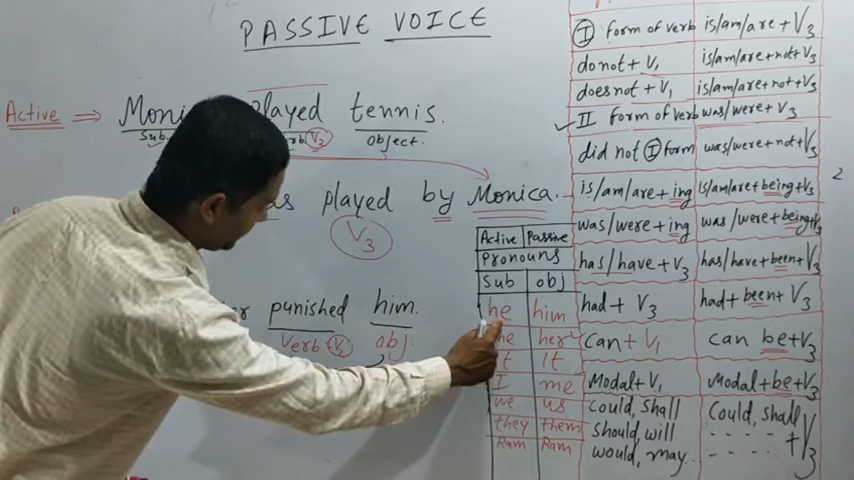 PASSIVE VOICE
Active ⇒ Moni played tennis.
Sub. rb V2 object.
as played by Monica.
V3
punished him.
verb V2 obj
Active Passive
Pronouns
Sub obj
he him
he her
t It
I me
we us
they them
Ram Ram
I form of verb is/am/are + V3
do not + V1 is/am/are + not + V3
does not + V1 is/am/are + not + V3
✓ II form of verb was/were + V3
did not I form was/were + not + V3
is/am/are + ing is/am/are + being + V3
2
was/were + ing was/were + being + V3
has/have + V3 has/have + been + V3
had + V3 had + been + V3
can + V1 can be + V3
Modal + V1 Modal + be + V3
could, shall Could, shall
should, will - - - - - + V3
would, may.. - - - - -